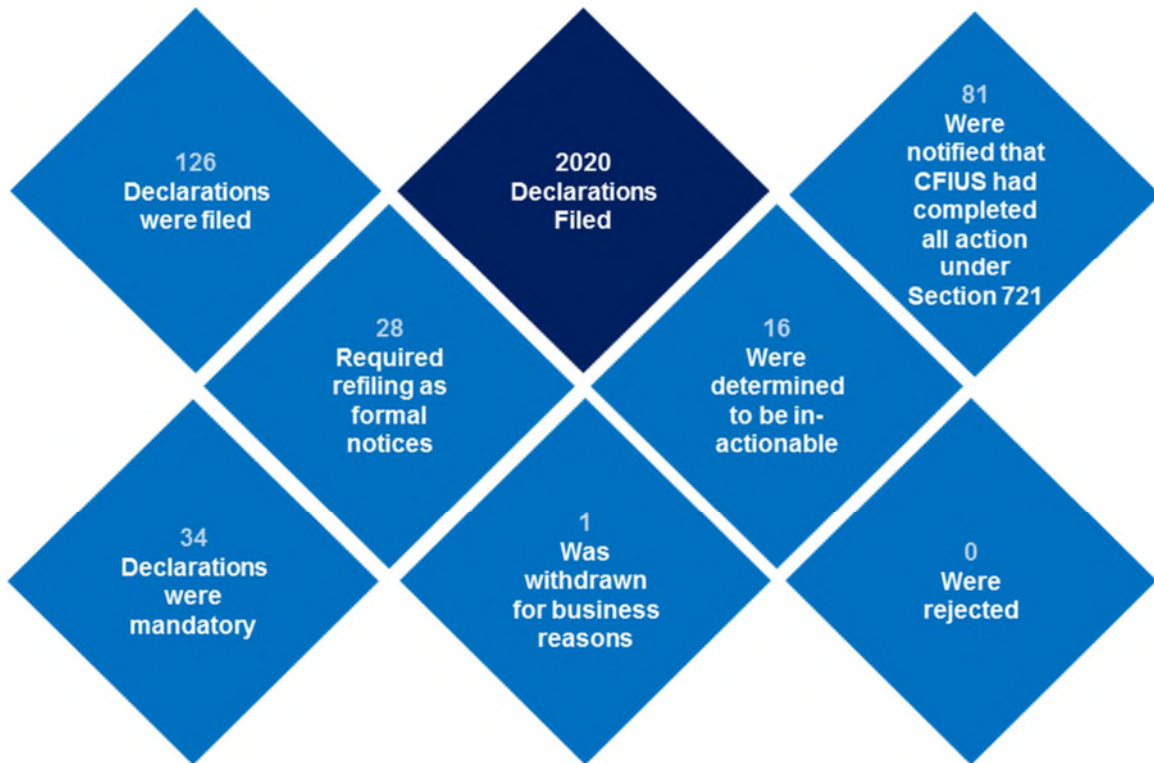 126
Declarations
were filed
2020
Declarations
Filed
81
Were
notified that
CFIUS had
completed
all action
under
Section 721
28
Required
refiling as
formal
notices
16
Were
determined
to be in-
actionable
34
Declarations
were
mandatory
1
Was
withdrawn
for business
reasons
0
Were
rejected